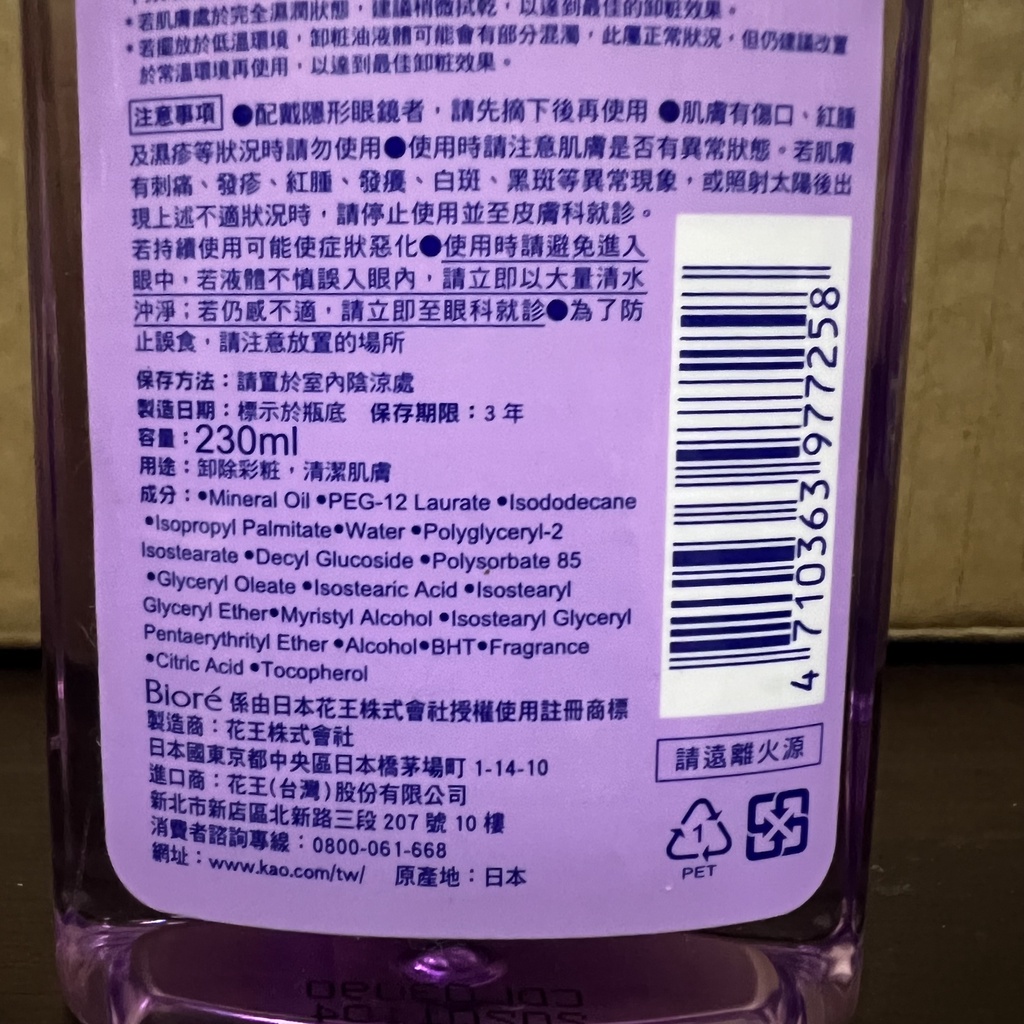 •若肌膚處於完全濕潤狀態，建議稍微拭乾，以達到最佳的卸粧效果。
•若擺放於低溫環境，卸粧油液體可能會有部分混濁，此屬正常狀況，但仍建議改置
於常溫環境再使用，以達到最佳卸粧效果。
注意事項 ●配戴隱形眼鏡者，請先摘下後再使用 ●肌膚有傷口、紅腫
及濕疹等狀況時請勿使用●使用時請注意肌膚是否有異常狀態。若肌膚
有刺痛、發疹、紅腫、發癢、白斑、黑斑等異常現象，或照射太陽後出
現上述不適狀況時，請停止使用並至皮膚科就診。
若持續使用可能使症狀惡化●使用時請避免進入
眼中，若液體不慎誤入眼內，請立即以大量清水
沖淨；若仍感不適，請立即至眼科就診●為了防
止誤食，請注意放置的場所
保存方法：請置於室內陰涼處
製造日期：標示於瓶底 保存期限：3 年
容量：230ml
用途：卸除彩粧，清潔肌膚
成分：•Mineral Oil •PEG-12 Laurate •Isododecane
•Isopropyl Palmitate•Water •Polyglyceryl-2
Isostearate •Decyl Glucoside •Polysorbate 85
•Glyceryl Oleate •Isostearic Acid •Isostearyl
Glyceryl Ether•Myristyl Alcohol •Isostearyl Glyceryl
Pentaerythrityl Ether •Alcohol•BHT•Fragrance
•Citric Acid •Tocopherol
Bioré 係由日本花王株式會社授權使用註冊商標
製造商：花王株式會社
日本國東京都中央區日本橋茅場町 1-14-10
進口商：花王(台灣)股份有限公司
新北市新店區北新路三段 207 號 10 樓
消費者諮詢專線：0800-061-668
網址：www.kao.com/tw/ 原產地：日本
4 710363 977258
請遠離火源
1
PET